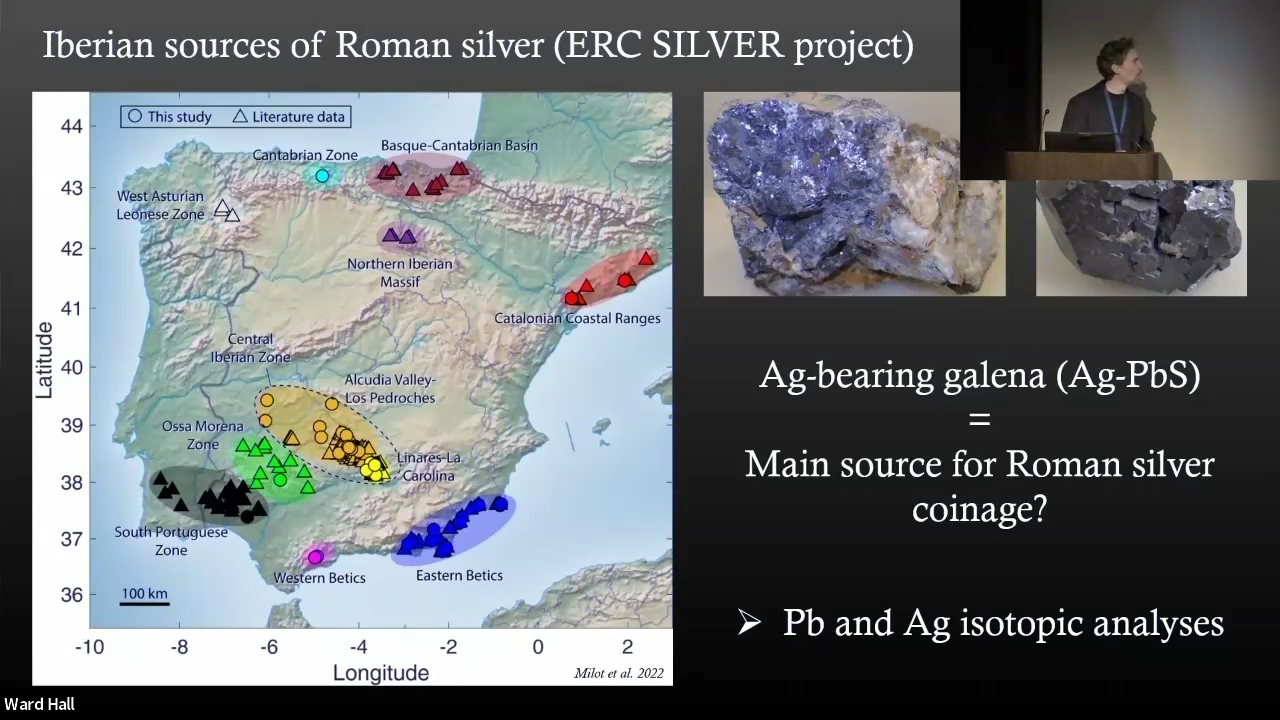 Iberian sources of Roman silver (ERC SILVER project)
This study
Literature data
44
43
42
41
40
39
38
37
36
Latitude
Cantabrian Zone
Basque-Cantabrian Basin
West Asturian
Leonese Zone
Northern Iberian
Massif
Catalonian Coastal Ranges
Central
Iberian Zone
Alcudia Valley-
Los Pedroches
Ossa Morena
Zone
Linares-La
Carolina
South Portuguese
Zone
Western Betics
Eastern Betics
100 km
-10
-8
-6
-4
-2
0
2
Longitude
Milot et al. 2022
Ag-bearing galena (Ag-PbS)
=
Main source for Roman silver
coinage?
➢ Pb and Ag isotopic analyses
Ward Hall